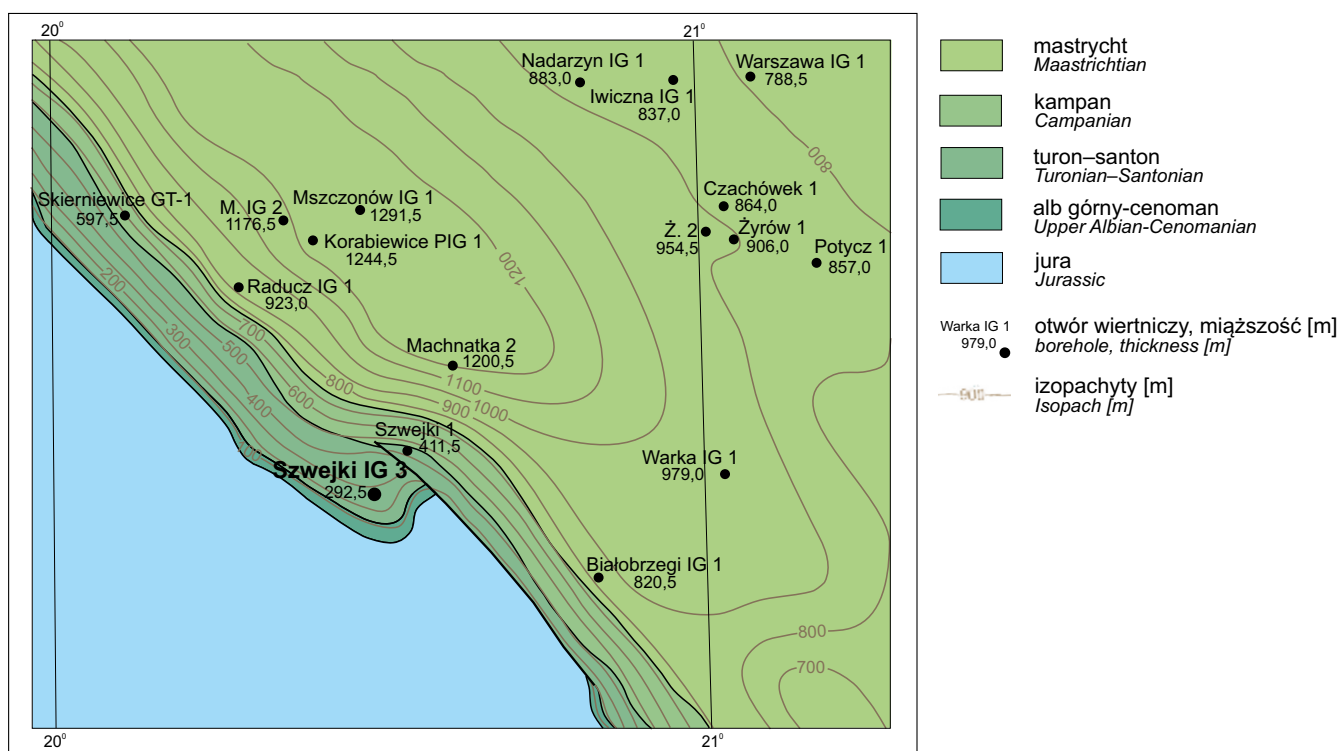 20⁰
21⁰
Nadarzyn IG 1
883,0
Iwiczna IG 1
837,0
Warszawa IG 1
788,5
800
Skierniewice GT-1
597,5
M. IG 2
1176,5
Mszczonów IG 1
1291,5
Korabiewice PIG 1
1244,5
Czachówek 1
864,0
Ż. 2
954,5
Żyrów 1
906,0
Potycz 1
857,0
1200
Raducz IG 1
923,0
200
300
700
500
Machnatka 2
1200,5
1100
1000
800
900
600
400
100
Szwejki 1
411,5
Szwejki IG 3
292,5
Warka IG 1
979,0
Białobrzegi IG 1
820,5
800
700
20⁰
21⁰
mastrycht
Maastrichtian
kampan
Campanian
turon–santon
Turonian–Santonian
alb górny-cenoman
Upper Albian-Cenomanian
jura
Jurassic
Warka IG 1
979,0
otwór wiertniczy, miąższość [m]
borehole, thickness [m]
izopachyty [m]
Isopach [m]